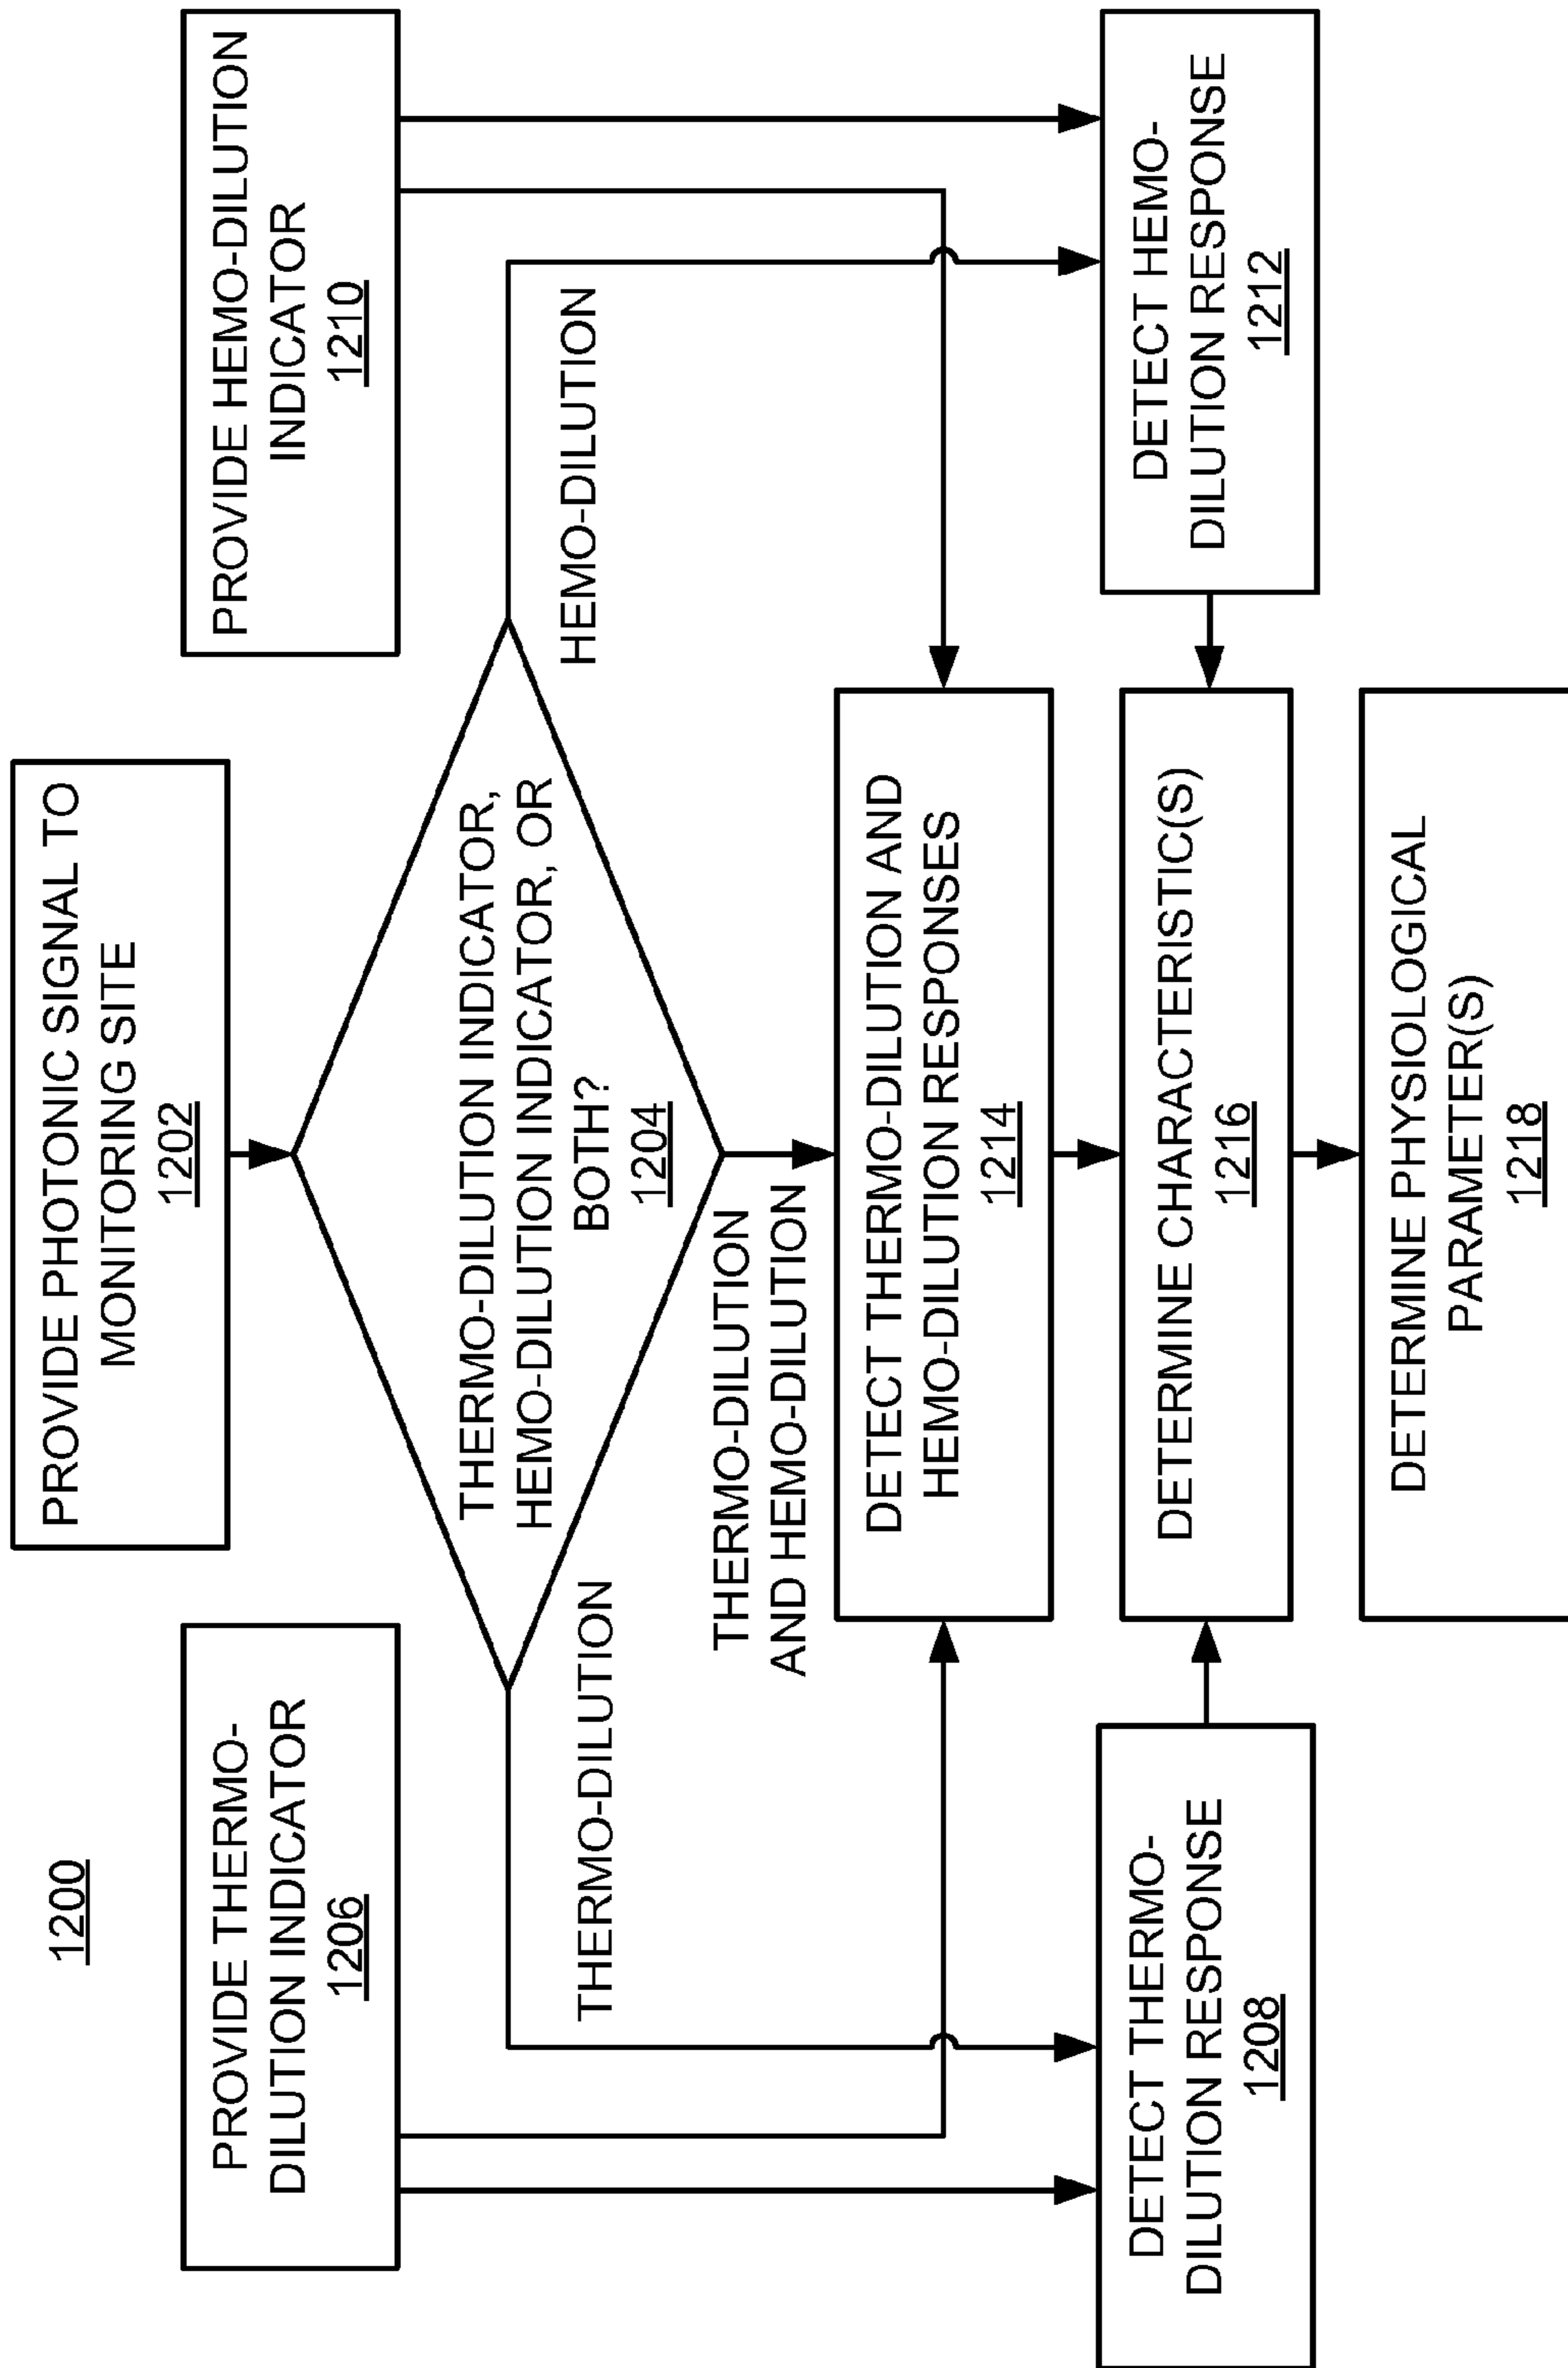 1200
PROVIDE PHOTONIC SIGNAL TO
MONITORING SITE
1202
PROVIDE THERMO-
DILUTION INDICATOR
1206
PROVIDE HEMO-DILUTION
INDICATOR
1210
THERMO-DILUTION INDICATOR,
HEMO-DILUTION INDICATOR, OR
BOTH?
1204
THERMO-DILUTION
HEMO-DILUTION
THERMO-DILUTION
AND HEMO-DILUTION
DETECT THERMO-DILUTION AND
HEMO-DILUTION RESPONSES
1214
DETECT THERMO-
DILUTION RESPONSE
1208
DETERMINE CHARACTERISTIC(S)
1216
DETECT HEMO-
DILUTION RESPONSE
1212
DETERMINE PHYSIOLOGICAL
PARAMETER(S)
1218